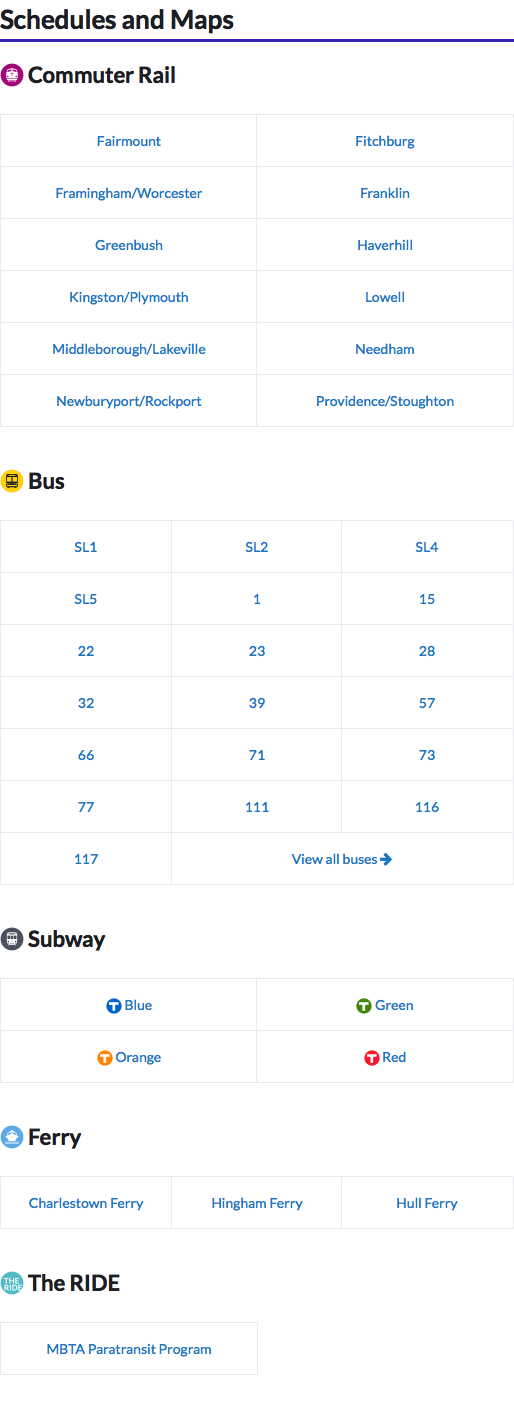 Schedules and Maps
Commuter Rail
Fairmount Fitchburg
Framingham/Worcester Franklin
Greenbush Haverhill
Kingston/Plymouth Lowell
Middleborough/Lakeville Needham
Newburyport/Rockport Providence/Stoughton
Bus
SL1 SL2 SL4
SL5 1 15
22 23 28
32 39 57
66 71 73
77 111 116
117 View all buses
Subway
T Blue T Green
T Orange T Red
Ferry
Charlestown Ferry Hingham Ferry Hull Ferry
THE
RIDE
The RIDE
MBTA Paratransit Program